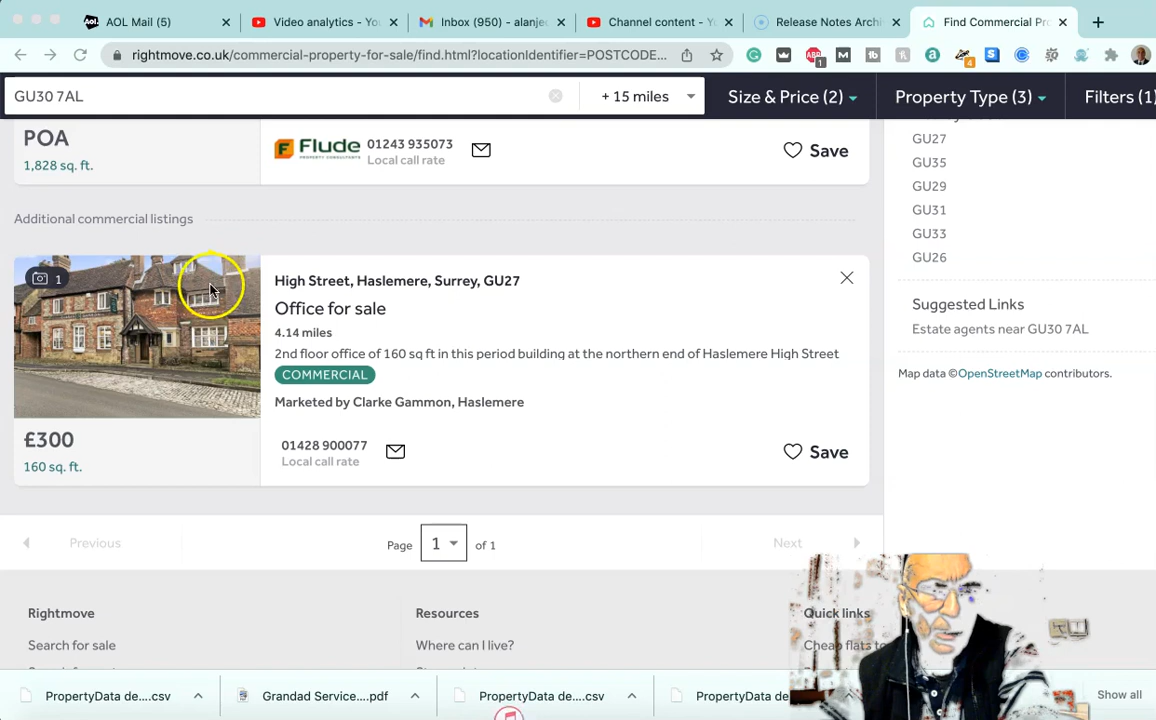 AOL Mail (5)
Video analytics - Yo
Inbox (950) - alanjee
Channel content - Y
Release Notes Arch
Find Commercial Pr
rightmove.co.uk/commercial-property-for-sale/find.html?locationIdentifier=POSTCODE...
GU30 7AL
+ 15 miles
Size & Price (2)
Property Type (3)
Filters (1)
POA
1,828 sq. ft.
Flude
PROPERTY CONSULTANTS
01243 935073
Local call rate
Save
GU27
GU35
GU29
GU31
GU33
GU26
Suggested Links
Estate agents near GU30 7AL
Map data ©OpenStreetMap contributors.
Additional commercial listings
1
High Street, Haslemere, Surrey, GU27
Office for sale
4.14 miles
2nd floor office of 160 sq ft in this period building at the northern end of Haslemere High Street
COMMERCIAL
Marketed by Clarke Gammon, Haslemere
£300
160 sq. ft.
01428 900077
Local call rate
Save
Previous
Page 1 of 1
Next
Rightmove
Resources
Quick links
Search for sale
Where can I live?
Cheap flats to
PropertyData de....csv
Grandad Service....pdf
PropertyData de....csv
PropertyData de
Show all